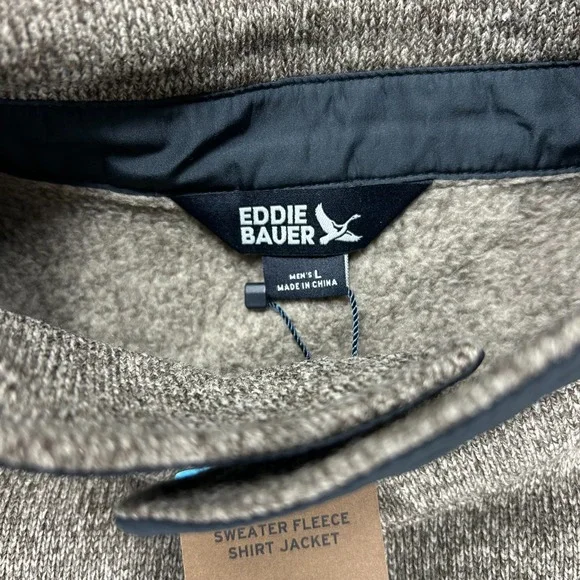 EDDIE
BAUER
MEN'S L
MADE IN CHINA
SWEATER FLEECE
SHIRT JACKET